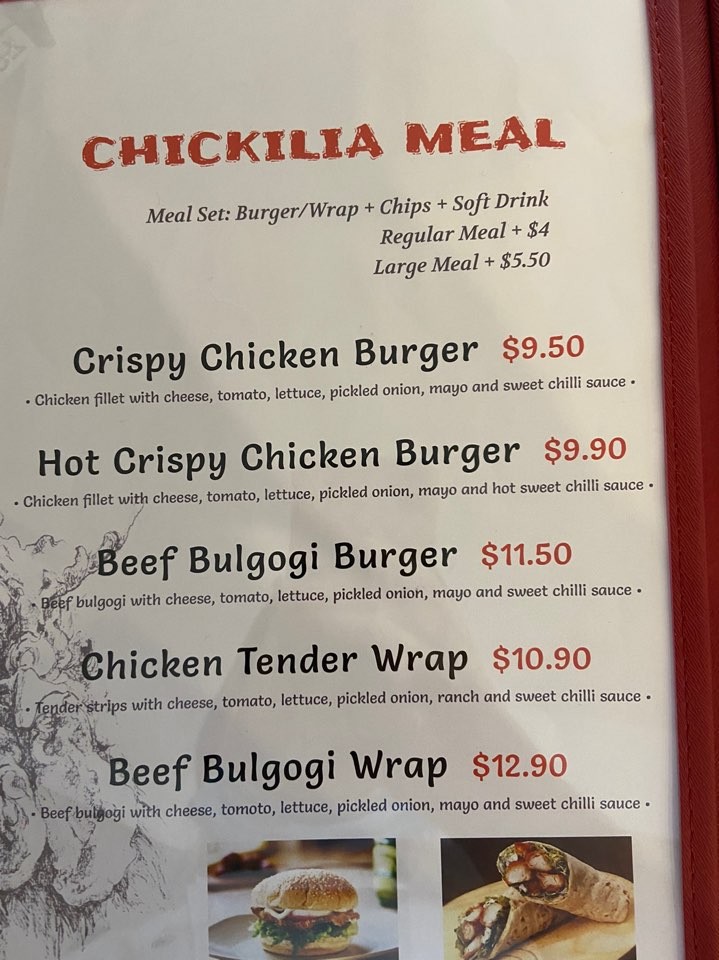 CHICKILIA MEAL
Meal Set: Burger/Wrap + Chips + Soft Drink
Regular Meal + $4
Large Meal + $5.50
Crispy Chicken Burger $9.50
• Chicken fillet with cheese, tomato, lettuce, pickled onion, mayo and sweet chilli sauce •
Hot Crispy Chicken Burger $9.90
• Chicken fillet with cheese, tomato, lettuce, pickled onion, mayo and hot sweet chilli sauce •
Beef Bulgogi Burger $11.50
• Beef bulgogi with cheese, tomato, lettuce, pickled onion, mayo and sweet chilli sauce •
Chicken Tender Wrap $10.90
• Tender strips with cheese, tomato, lettuce, pickled onion, ranch and sweet chilli sauce •
Beef Bulgogi Wrap $12.90
• Beef bulgogi with cheese, tomoto, lettuce, pickled onion, mayo and sweet chilli sauce •